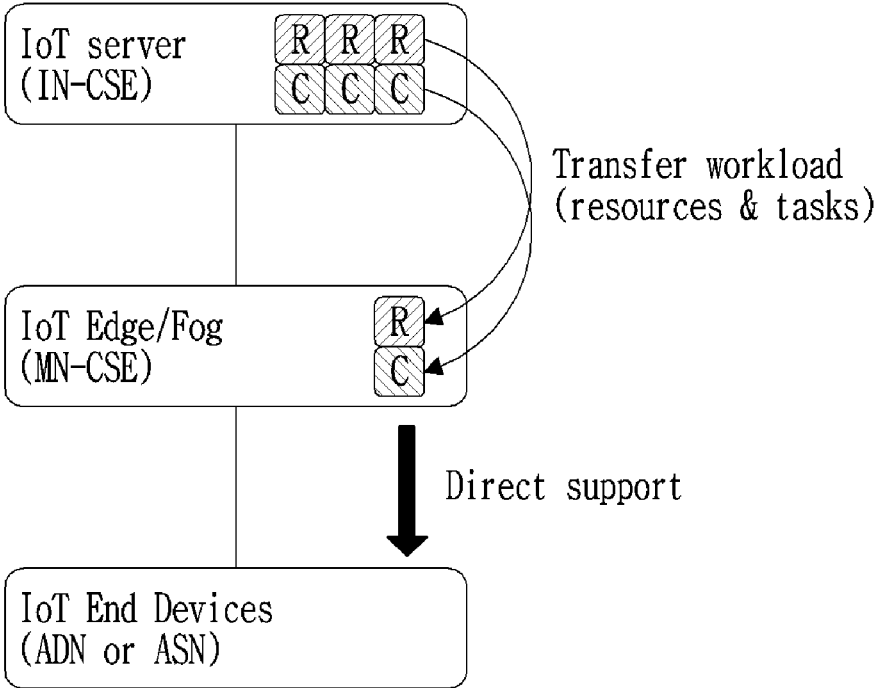 IoT server
(IN-CSE)
R R R
C C C
Transfer workload
(resources & tasks)
IoT Edge/Fog
(MN-CSE)
R
C
Direct support
IoT End Devices
(ADN or ASN)